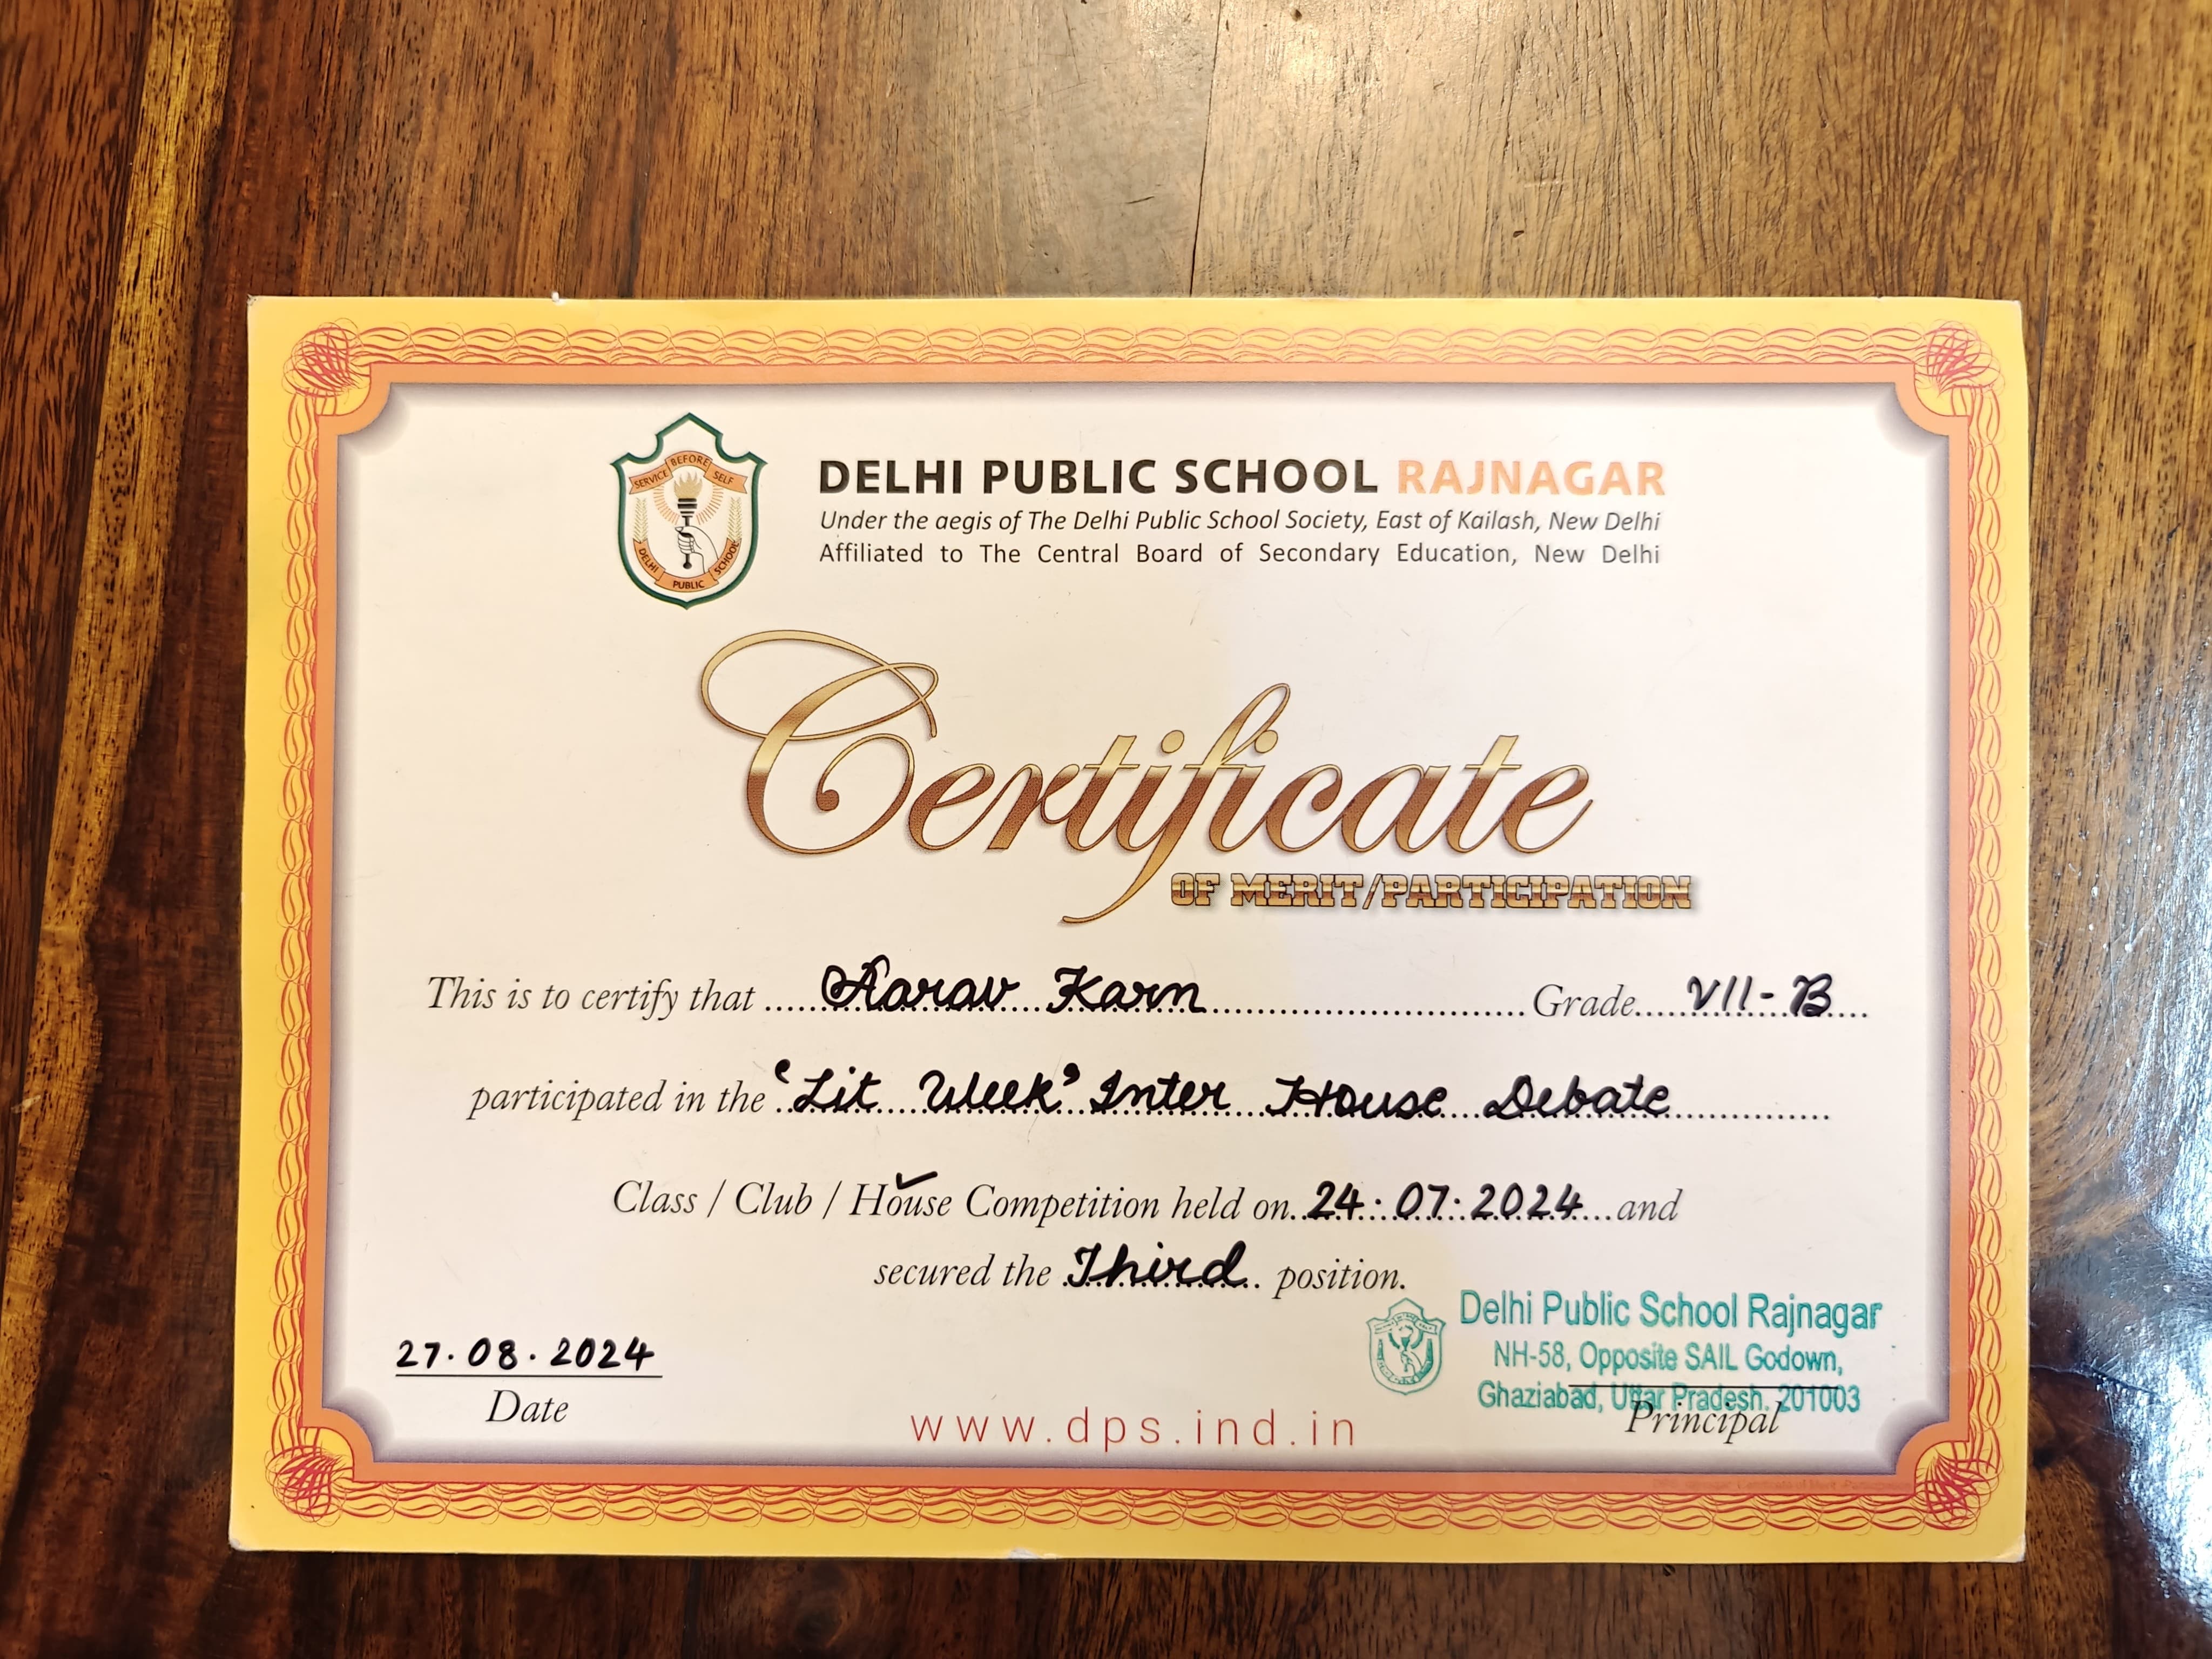 SERVICE BEFORE SELF
DELHI PUBLIC SCHOOL
DELHI PUBLIC SCHOOL RAJNAGAR
Under the aegis of The Delhi Public School Society, East of Kailash, New Delhi
Affiliated to The Central Board of Secondary Education, New Delhi
Certificate
OF MERIT/PARTICIPATION
This is to certify that Aarav Karn Grade VII-B
participated in the 'Lit Week' Inter House Debate
Class / Club / House Competition held on 24.07.2024 and
secured the Third position.
Delhi Public School Rajnagar
NH-58, Opposite SAIL Godown,
Ghaziabad, Uttar Pradesh. 201003
27.08.2024
Date
www.dps.ind.in
Principal